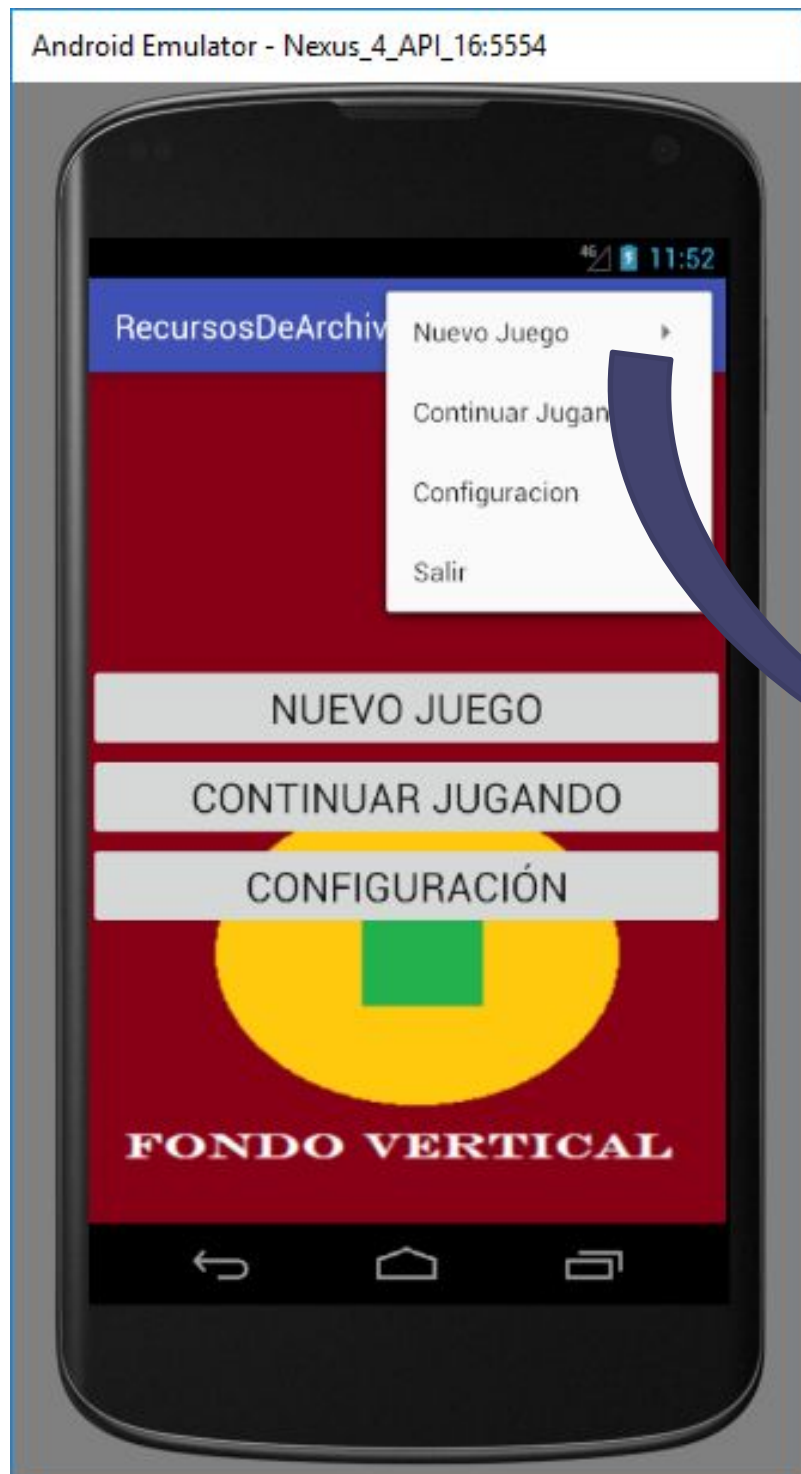 Android Emulator - Nexus_4_API_16:5554
4G 11:52
RecursosDeArchiv
Nuevo Juego
Continuar Jugan
Configuracion
Salir
NUEVO JUEGO
CONTINUAR JUGANDO
CONFIGURACIÓN
FONDO VERTICAL